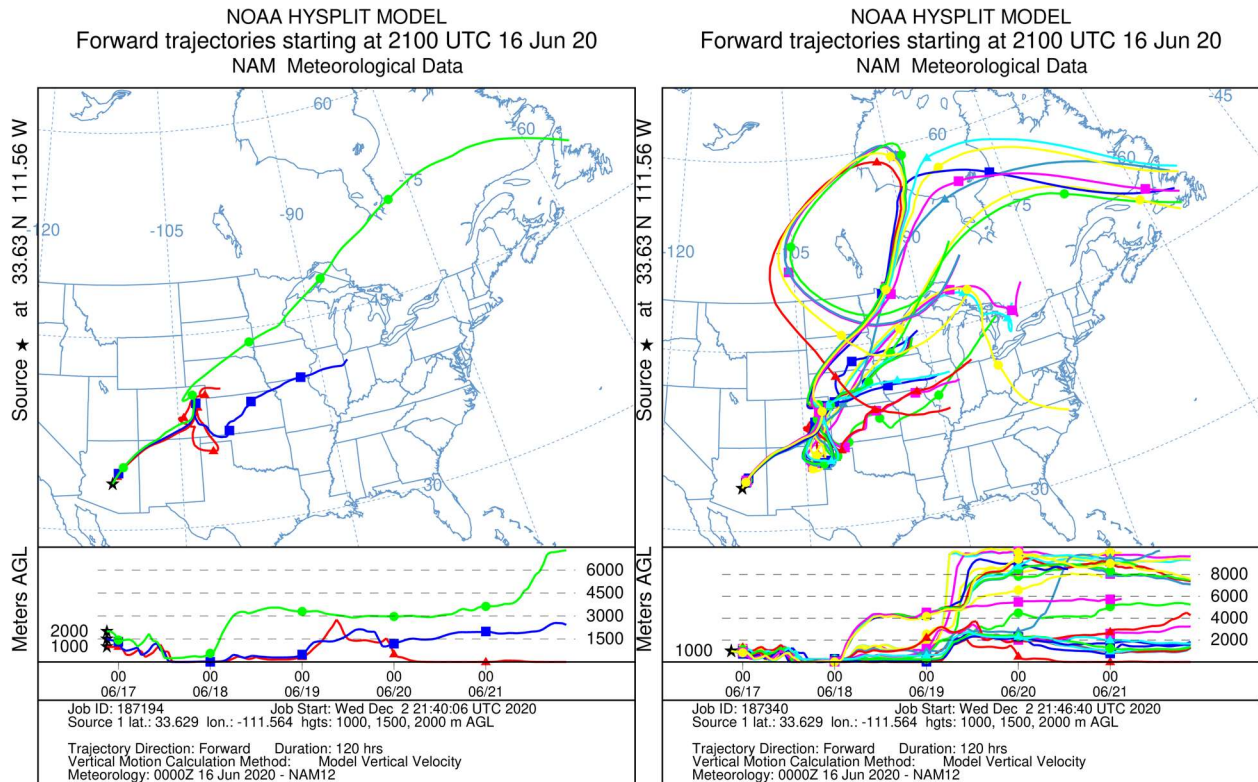 NOAA HYSPLIT MODEL
Forward trajectories starting at 2100 UTC 16 Jun 20
NAM Meteorological Data
Source ★ at 33.63 N 111.56 W
-120
-105
-90
-75
-60
60
30
Meters AGL
6000
4500
3000
1500
2000
1000
00 00 00 00 00
06/17 06/18 06/19 06/20 06/21
Job ID: 187194 Job Start: Wed Dec 2 21:40:06 UTC 2020
Source 1 lat.: 33.629 lon.: -111.564 hgts: 1000, 1500, 2000 m AGL
Trajectory Direction: Forward Duration: 120 hrs
Vertical Motion Calculation Method: Model Vertical Velocity
Meteorology: 0000Z 16 Jun 2020 - NAM12
NOAA HYSPLIT MODEL
Forward trajectories starting at 2100 UTC 16 Jun 20
NAM Meteorological Data
Source ★ at 33.63 N 111.56 W
-45
60
-60
-75
-90
105
-120
30
Meters AGL
8000
6000
4000
2000
1000
00 00 00 00 00
06/17 06/18 06/19 06/20 06/21
Job ID: 187340 Job Start: Wed Dec 2 21:46:40 UTC 2020
Source 1 lat.: 33.629 lon.: -111.564 hgts: 1000 m AGL
Trajectory Direction: Forward Duration: 120 hrs
Vertical Motion Calculation Method: Model Vertical Velocity
Meteorology: 0000Z 16 Jun 2020 - NAM12